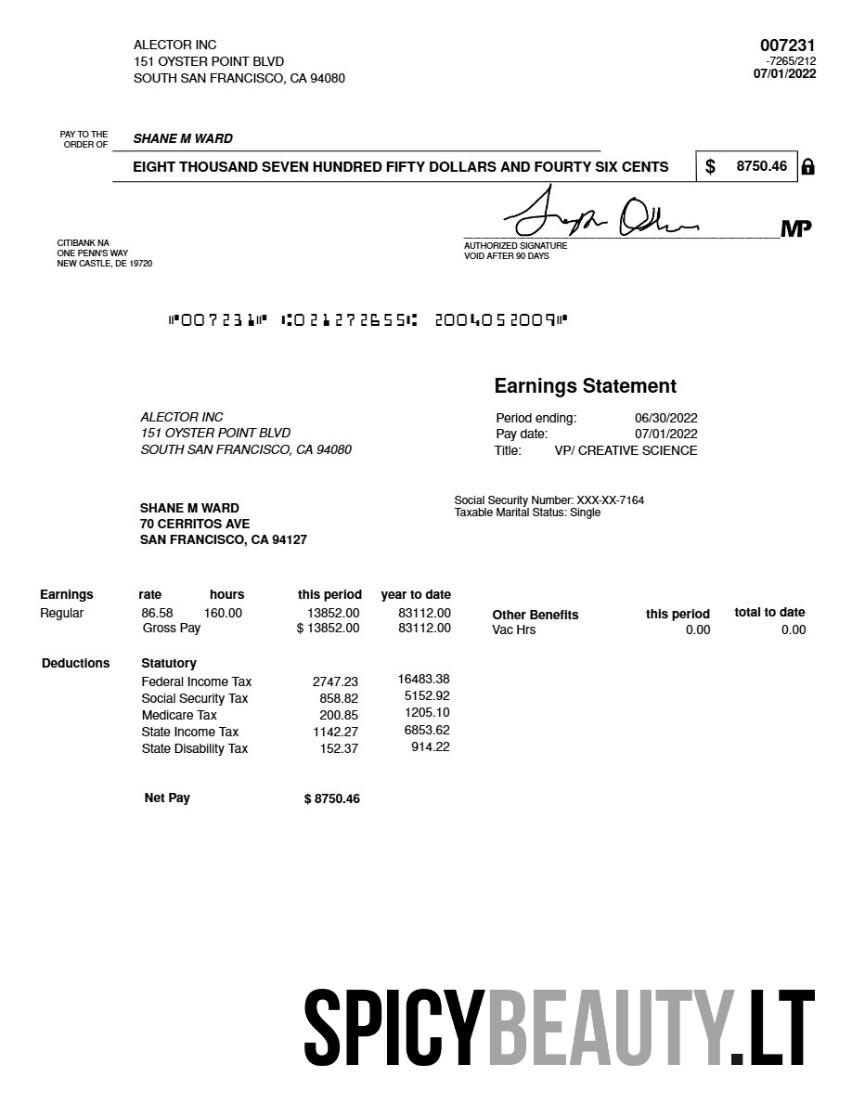 ALECTOR INC
151 OYSTER POINT BLVD
SOUTH SAN FRANCISCO, CA 94080
007231
-7265/212
07/01/2022
PAY TO THE ORDER OF
SHANE M WARD
EIGHT THOUSAND SEVEN HUNDRED FIFTY DOLLARS AND FOURTY SIX CENTS $ 8750.46
MP
AUTHORIZED SIGNATURE
VOID AFTER 90 DAYS
CITIBANK NA
ONE PENN'S WAY
NEW CASTLE, DE 19720
⑈007231⑈ ⑆021272655⑆ 2004052009⑈
Earnings Statement
ALECTOR INC
151 OYSTER POINT BLVD
SOUTH SAN FRANCISCO, CA 94080
Period ending: 06/30/2022
Pay date: 07/01/2022
Title: VP/ CREATIVE SCIENCE
SHANE M WARD
70 CERRITOS AVE
SAN FRANCISCO, CA 94127
Social Security Number: XXX-XX-7164
Taxable Marital Status: Single
Earnings rate hours this period year to date
Regular 86.58 160.00 13852.00 83112.00
Gross Pay $ 13852.00 83112.00
Other Benefits this period total to date
Vac Hrs 0.00 0.00
Deductions Statutory
Federal Income Tax 2747.23 16483.38
Social Security Tax 858.82 5152.92
Medicare Tax 200.85 1205.10
State Income Tax 1142.27 6853.62
State Disability Tax 152.37 914.22
Net Pay $ 8750.46
SPICYBEAUTY.LT